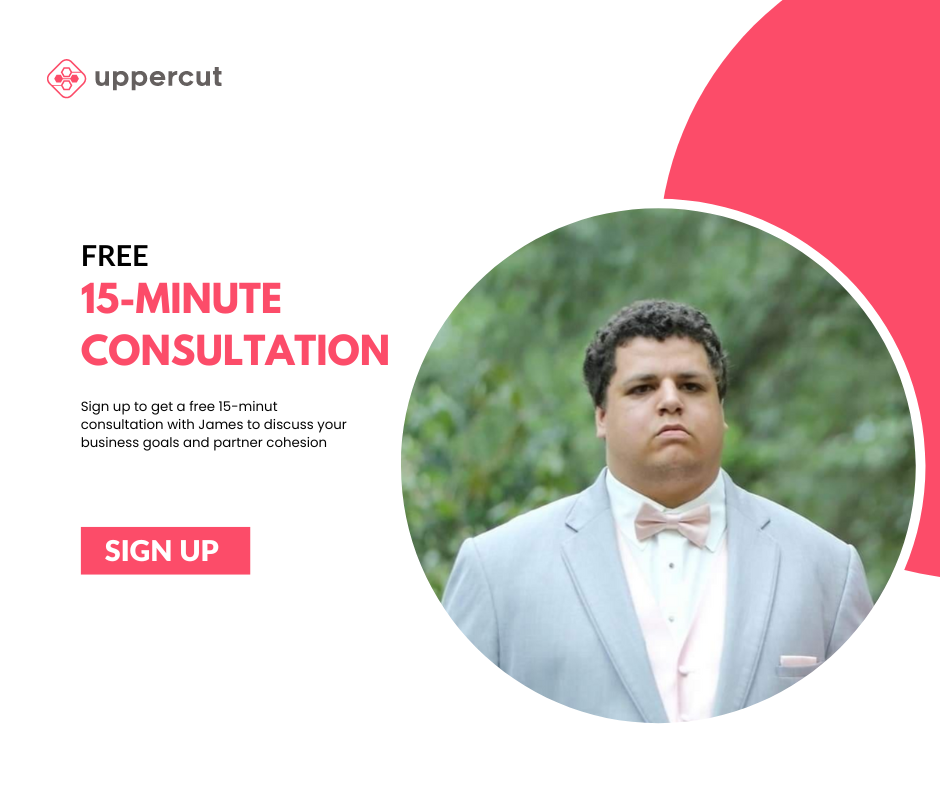 uppercut
FREE
15-MINUTE
CONSULTATION
Sign up to get a free 15-minut
consultation with James to discuss your
business goals and partner cohesion
SIGN UP